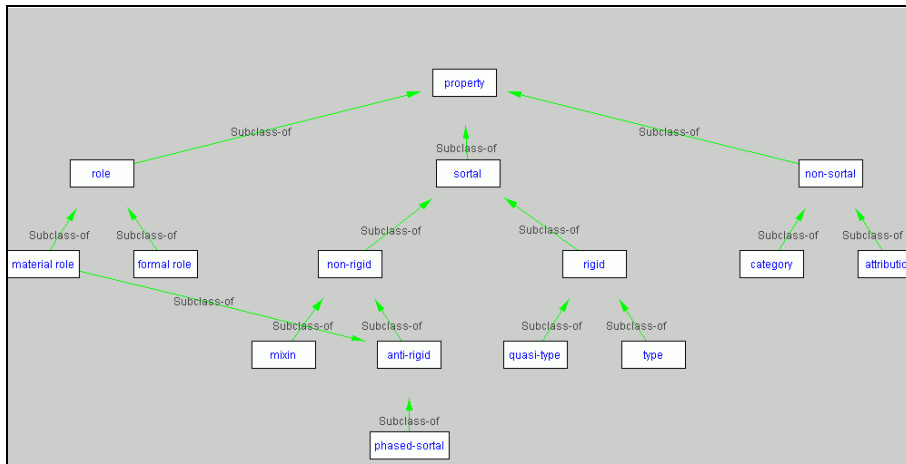 property
Subclass-of
Subclass-of
Subclass-of
role
sortal
non-sortal
Subclass-of
Subclass-of
Subclass-of
Subclass-of
Subclass-of
Subclass-of
material role
formal role
non-rigid
rigid
category
attributio
Subclass-of
Subclass-of
Subclass-of
Subclass-of
Subclass-of
mixin
anti-rigid
quasi-type
type
Subclass-of
phased-sortal